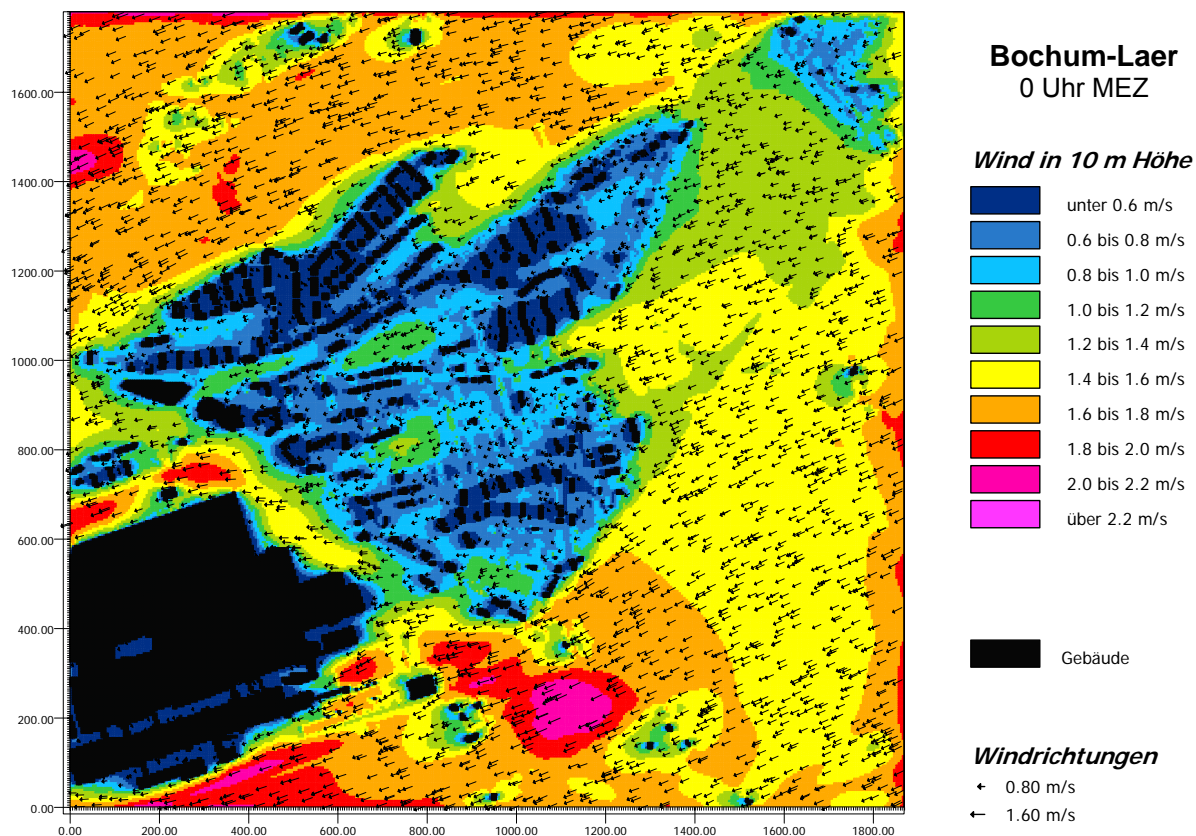 Bochum-Laer
0 Uhr MEZ
Wind in 10 m Höhe
unter 0.6 m/s
0.6 bis 0.8 m/s
0.8 bis 1.0 m/s
1.0 bis 1.2 m/s
1.2 bis 1.4 m/s
1.4 bis 1.6 m/s
1.6 bis 1.8 m/s
1.8 bis 2.0 m/s
2.0 bis 2.2 m/s
über 2.2 m/s
Gebäude
Windrichtungen
0.80 m/s
1.60 m/s
1600.00
1400.00
1200.00
1000.00
800.00
600.00
400.00
200.00
0.00
0.00 200.00 400.00 600.00 800.00 1000.00 1200.00 1400.00 1600.00 1800.00